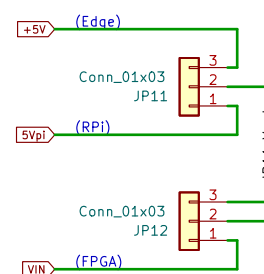 +5V
(Edge)
3
Conn_01x03
2
JP11
1
5Vpi
(RPi)
3
Conn_01x03
2
JP12
1
VIN
(FPGA)